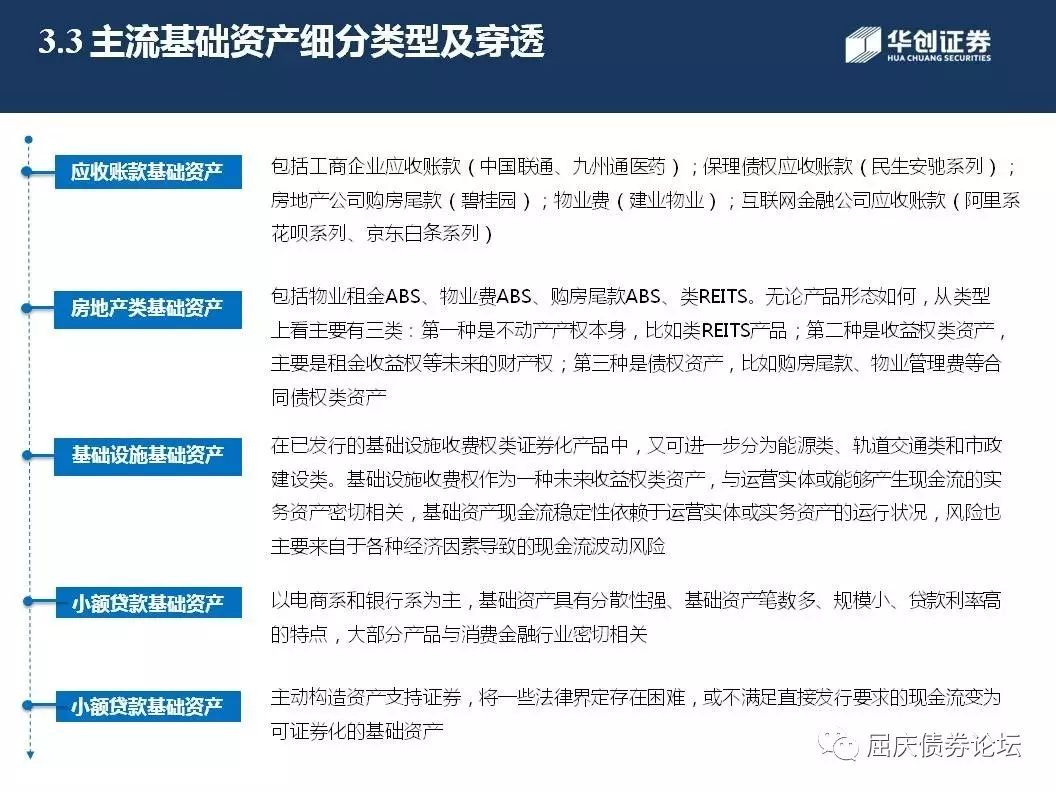 3.3 主流基础资产细分类型及穿透
华创证券
HUA CHUANG SECURITIES
应收账款基础资产
包括工商企业应收账款（中国联通、九州通医药）；保理债权应收账款（民生安驰系列）；
房地产公司购房尾款（碧桂园）；物业费（建业物业）；互联网金融公司应收账款（阿里系
花呗系列、京东白条系列）
房地产类基础资产
包括物业租金ABS、物业费ABS、购房尾款ABS、类REITS。无论产品形态如何，从类型
上看主要有三类：第一种是不动产产权本身，比如类REITS产品；第二种是收益权类资产，
主要是租金收益权等未来的财产权；第三种是债权资产，比如购房尾款、物业管理费等合
同债权类资产
基础设施基础资产
在已发行的基础设施收费权类证券化产品中，又可进一步分为能源类、轨道交通类和市政
建设类。基础设施收费权作为一种未来收益权类资产，与运营实体或能够产生现金流的实
务资产密切相关，基础资产现金流稳定性依赖于运营实体或实务资产的运行状况，风险也
主要来自于各种经济因素导致的现金流波动风险
小额贷款基础资产
以电商系和银行系为主，基础资产具有分散性强、基础资产笔数多、规模小、贷款利率高
的特点，大部分产品与消费金融行业密切相关
小额贷款基础资产
主动构造资产支持证券，将一些法律界定存在困难，或不满足直接发行要求的现金流变为
可证券化的基础资产
屈庆债券论坛